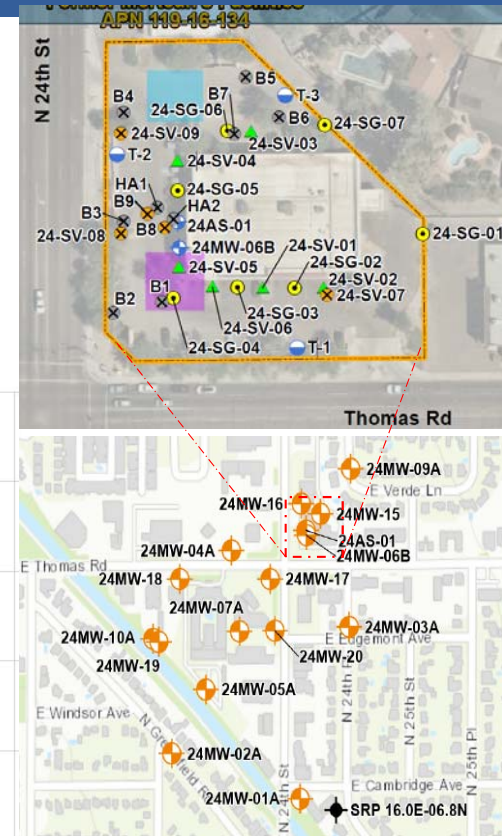 APN 119-16-134
N 24th St
B5
T-3
B7
B4
24-SG-06
B6
24-SG-07
24-SV-09
24-SV-03
T-2
24-SV-04
HA1
24-SG-05
B9
HA2
B3
24AS-01
24-SG-01
24-SV-08
B8
24-SV-01
24MW-06B
24-SG-02
24-SV-05
24-SV-02
B1
24-SV-07
B2
24-SG-03
24-SV-06
24-SG-04
T-1
Thomas Rd
24MW-09A
E Verde Ln
24MW-16
24MW-15
24AS-01
24MW-04A
24MW-06B
E Thomas Rd
24MW-18
24MW-17
24MW-07A
24MW-03A
24MW-10A
E Edgemont Ave
24MW-19
24MW-20
24MW-05A
N 24th P
N 25th St
E Windsor Ave
N 25th Pl
24MW-02A
N 24th St
E Cambridge Ave
24MW-01A
SRP 16.0E-06.8N